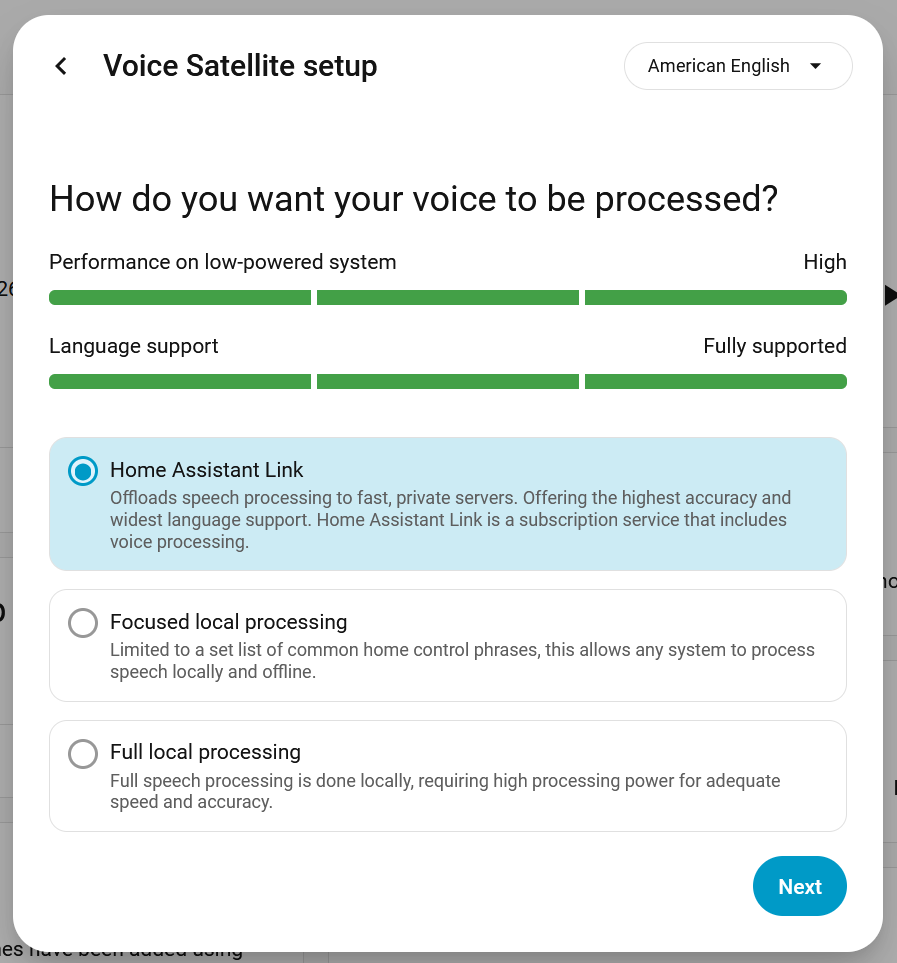 Voice Satellite setup
American English
How do you want your voice to be processed?
Performance on low-powered system
High
Language support
Fully supported
Home Assistant Link
Offloads speech processing to fast, private servers. Offering the highest accuracy and
widest language support. Home Assistant Link is a subscription service that includes
voice processing.
Focused local processing
Limited to a set list of common home control phrases, this allows any system to process
speech locally and offline.
Full local processing
Full speech processing is done locally, requiring high processing power for adequate
speed and accuracy.
Next